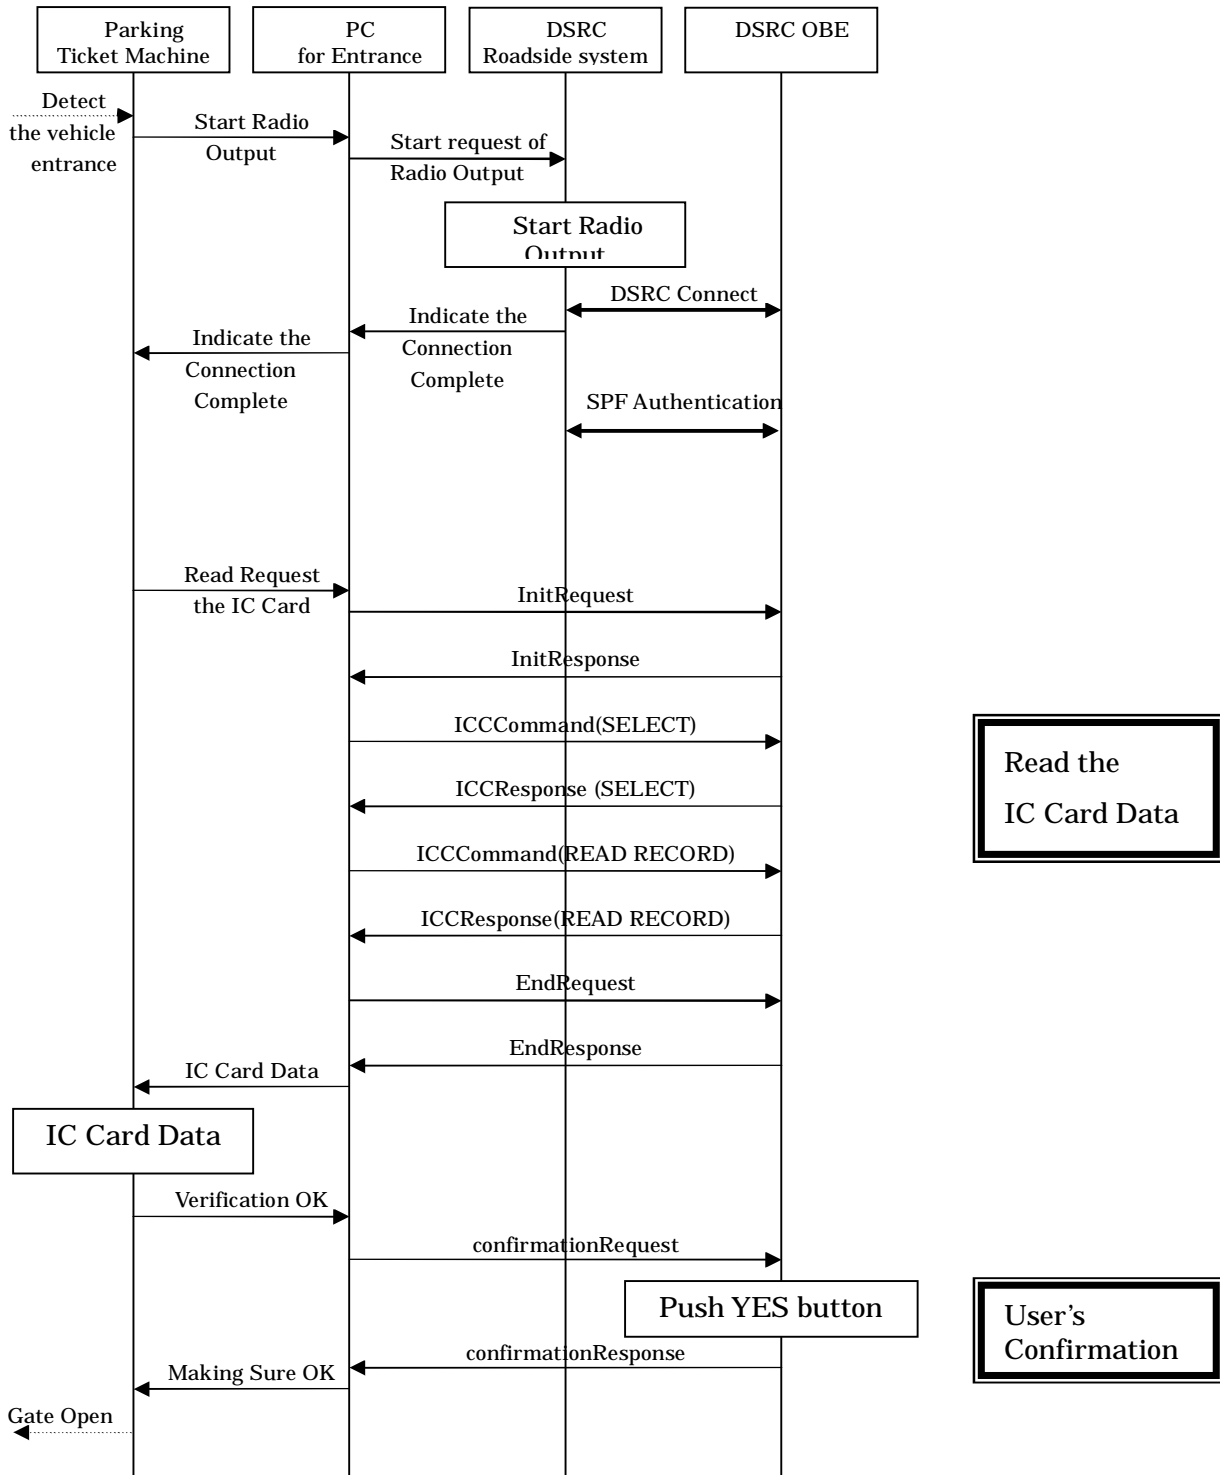 Parking
Ticket Machine
PC
for Entrance
DSRC
Roadside system
DSRC OBE
Detect
the vehicle
entrance
Start Radio
Output
Start request of
Radio Output
Start Radio
Output
DSRC Connect
Indicate the
Connection
Complete
Indicate the
Connection
Complete
SPF Authentication
Read Request
the IC Card
InitRequest
InitResponse
ICCCommand(SELECT)
Read the
IC Card Data
ICCResponse (SELECT)
ICCCommand(READ RECORD)
ICCResponse(READ RECORD)
EndRequest
EndResponse
IC Card Data
IC Card Data
Verification OK
confirmationRequest
Push YES button
User's
Confirmation
confirmationResponse
Making Sure OK
Gate Open